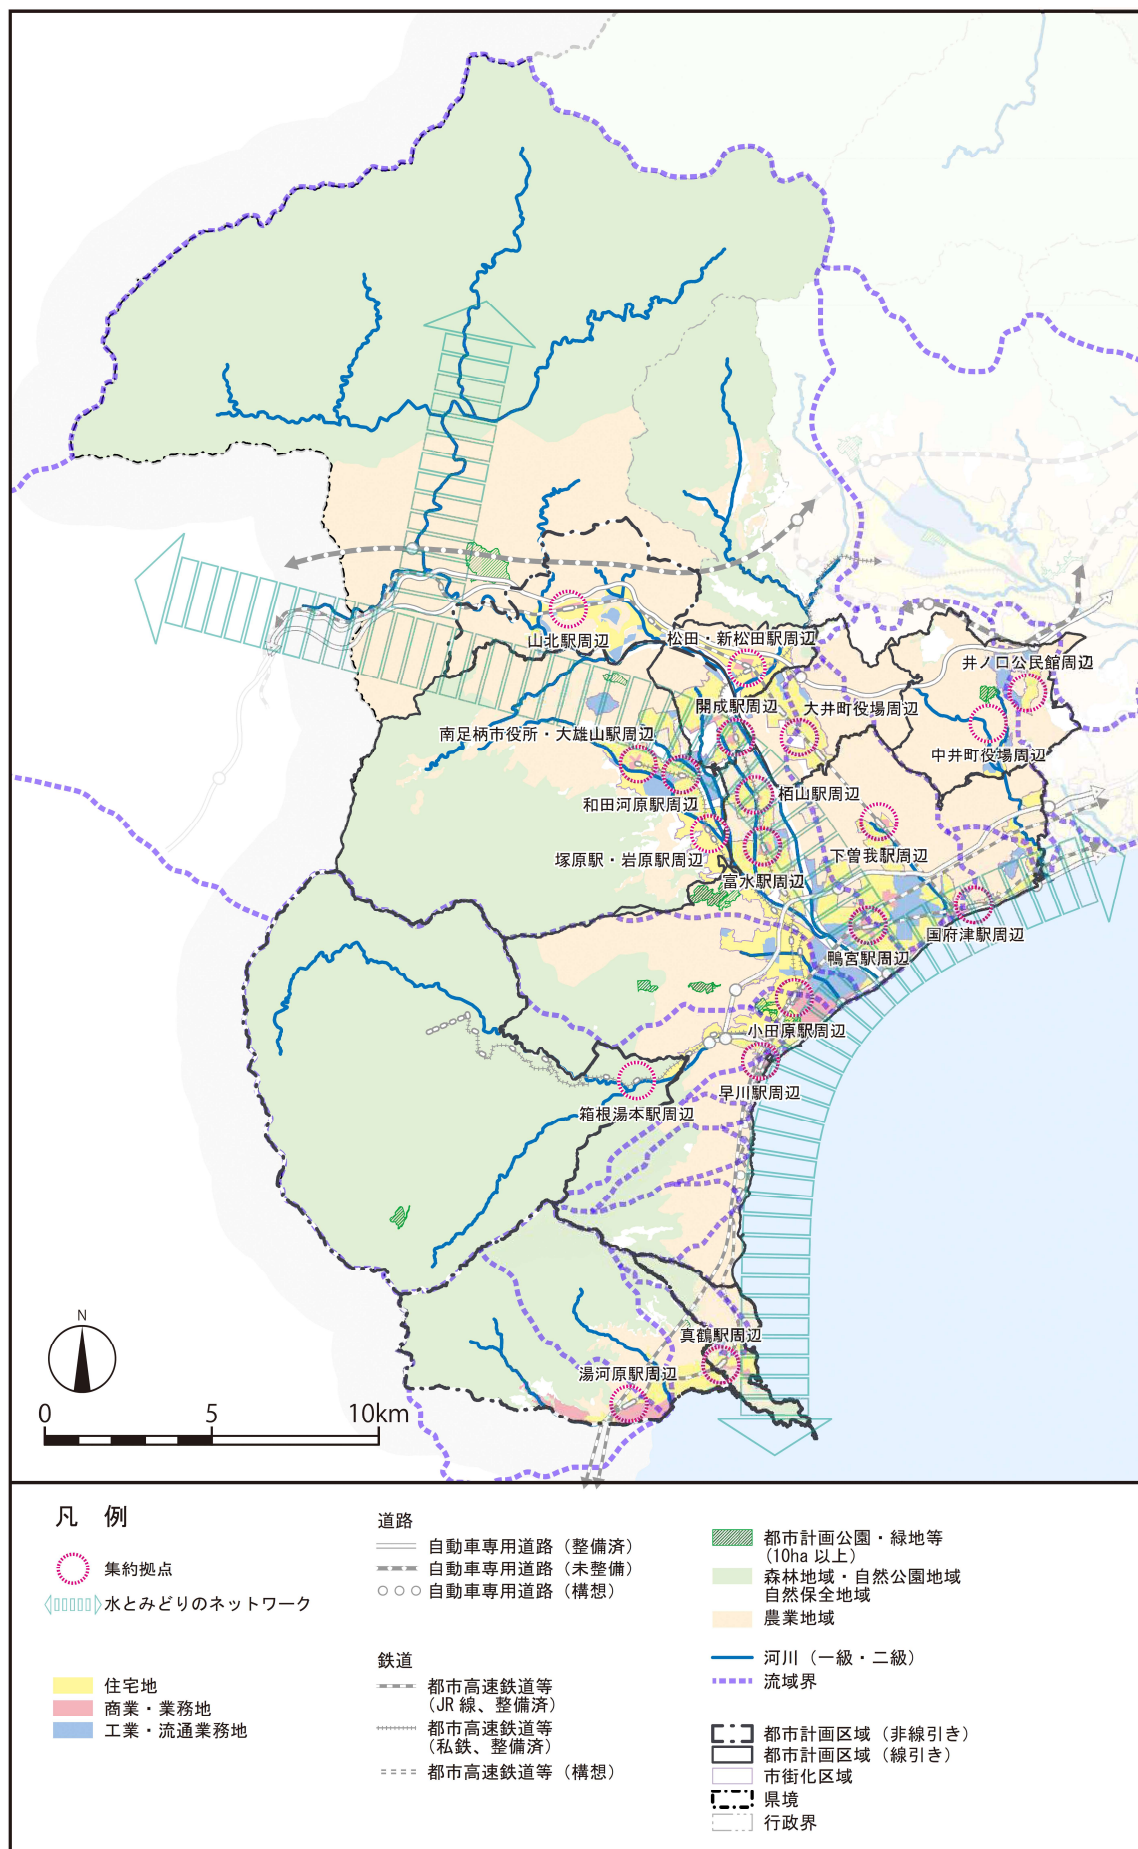 山北駅周辺
松田・新松田駅周辺
井ノ口公民館周辺
開成駅周辺
大井町役場周辺
南足柄市役所・大雄山駅周辺
中井町役場周辺
和田河原駅周辺
栢山駅周辺
塚原駅・岩原駅周辺
下曽我駅周辺
富水駅周辺
国府津駅周辺
鴨宮駅周辺
小田原駅周辺
早川駅周辺
箱根湯本駅周辺
真鶴駅周辺
湯河原駅周辺
N
0 5 10km
凡 例
集約拠点
水とみどりのネットワーク
住宅地
商業・業務地
工業・流通業務地
道路
自動車専用道路（整備済）
自動車専用道路（未整備）
自動車専用道路（構想）
鉄道
都市高速鉄道等
（JR線、整備済）
都市高速鉄道等
（私鉄、整備済）
都市高速鉄道等（構想）
都市計画公園・緑地等
（10ha 以上）
森林地域・自然公園地域
自然保全地域
農業地域
河川（一級・二級）
流域界
都市計画区域（非線引き）
都市計画区域（線引き）
市街化区域
県境
行政界